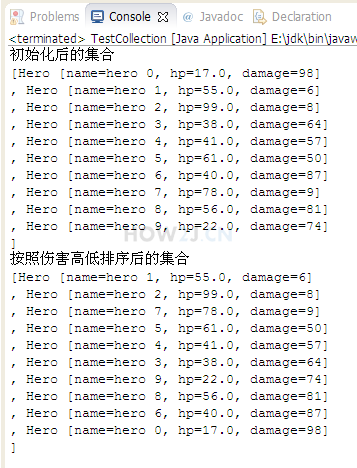 Problems Console Javadoc Declaration
<terminated> TestCollection [Java Application] E:\jdk\bin\javaw
初始化后的集合
[Hero [name=hero 0, hp=17.0, damage=98]
, Hero [name=hero 1, hp=55.0, damage=6]
, Hero [name=hero 2, hp=99.0, damage=8]
, Hero [name=hero 3, hp=38.0, damage=64]
, Hero [name=hero 4, hp=41.0, damage=57]
, Hero [name=hero 5, hp=61.0, damage=50]
, Hero [name=hero 6, hp=40.0, damage=87]
, Hero [name=hero 7, hp=78.0, damage=9]
, Hero [name=hero 8, hp=56.0, damage=81]
, Hero [name=hero 9, hp=22.0, damage=74]
]
HOW2J.CN
按照伤害高低排序后的集合
[Hero [name=hero 1, hp=55.0, damage=6]
, Hero [name=hero 2, hp=99.0, damage=8]
, Hero [name=hero 7, hp=78.0, damage=9]
, Hero [name=hero 5, hp=61.0, damage=50]
, Hero [name=hero 4, hp=41.0, damage=57]
, Hero [name=hero 3, hp=38.0, damage=64]
, Hero [name=hero 9, hp=22.0, damage=74]
, Hero [name=hero 8, hp=56.0, damage=81]
, Hero [name=hero 6, hp=40.0, damage=87]
, Hero [name=hero 0, hp=17.0, damage=98]
]